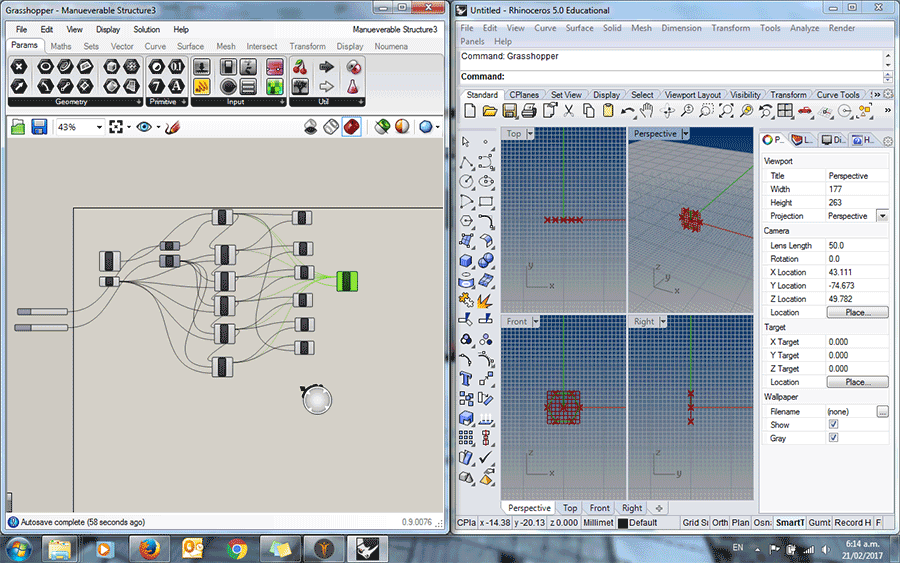 Grasshopper - Manueverable Structure3
File Edit View Display Solution Help Manueverable Structure3
Params Maths Sets Vector Curve Surface Mesh Intersect Transform Display Noumena
Geometry Primitive Input Util
43%
Autosave complete (58 seconds ago) 0.9.0076
Untitled - Rhinoceros 5.0 Educational
File Edit View Curve Surface Solid Mesh Dimension Transform Tools Analyze Render
Panels Help
Command: Grasshopper
Command:
Standard CPlanes Set View Display Select Viewport Layout Visibility Transform Curve Tools
Top Perspective
y x
z y x
Front Right
z x
z y
Perspective Top Front Right
P... L... Di... H...
Viewport
Title Perspective
Width 177
Height 263
Projection Perspective
Camera
Lens Length 50.0
Rotation 0.0
X Location 43.111
Y Location -74.673
Z Location 49.782
Location Place...
Target
X Target 0.000
Y Target 0.000
Z Target 0.000
Location Place...
Wallpaper
Filename (none) ...
Show
Gray
CPla x -14.38 y -20.13 z 0.000 Millimet Default Grid Sı Orth Plan Osnı SmartT Gumb Record H F
EN 6:14 a.m.
21/02/2017